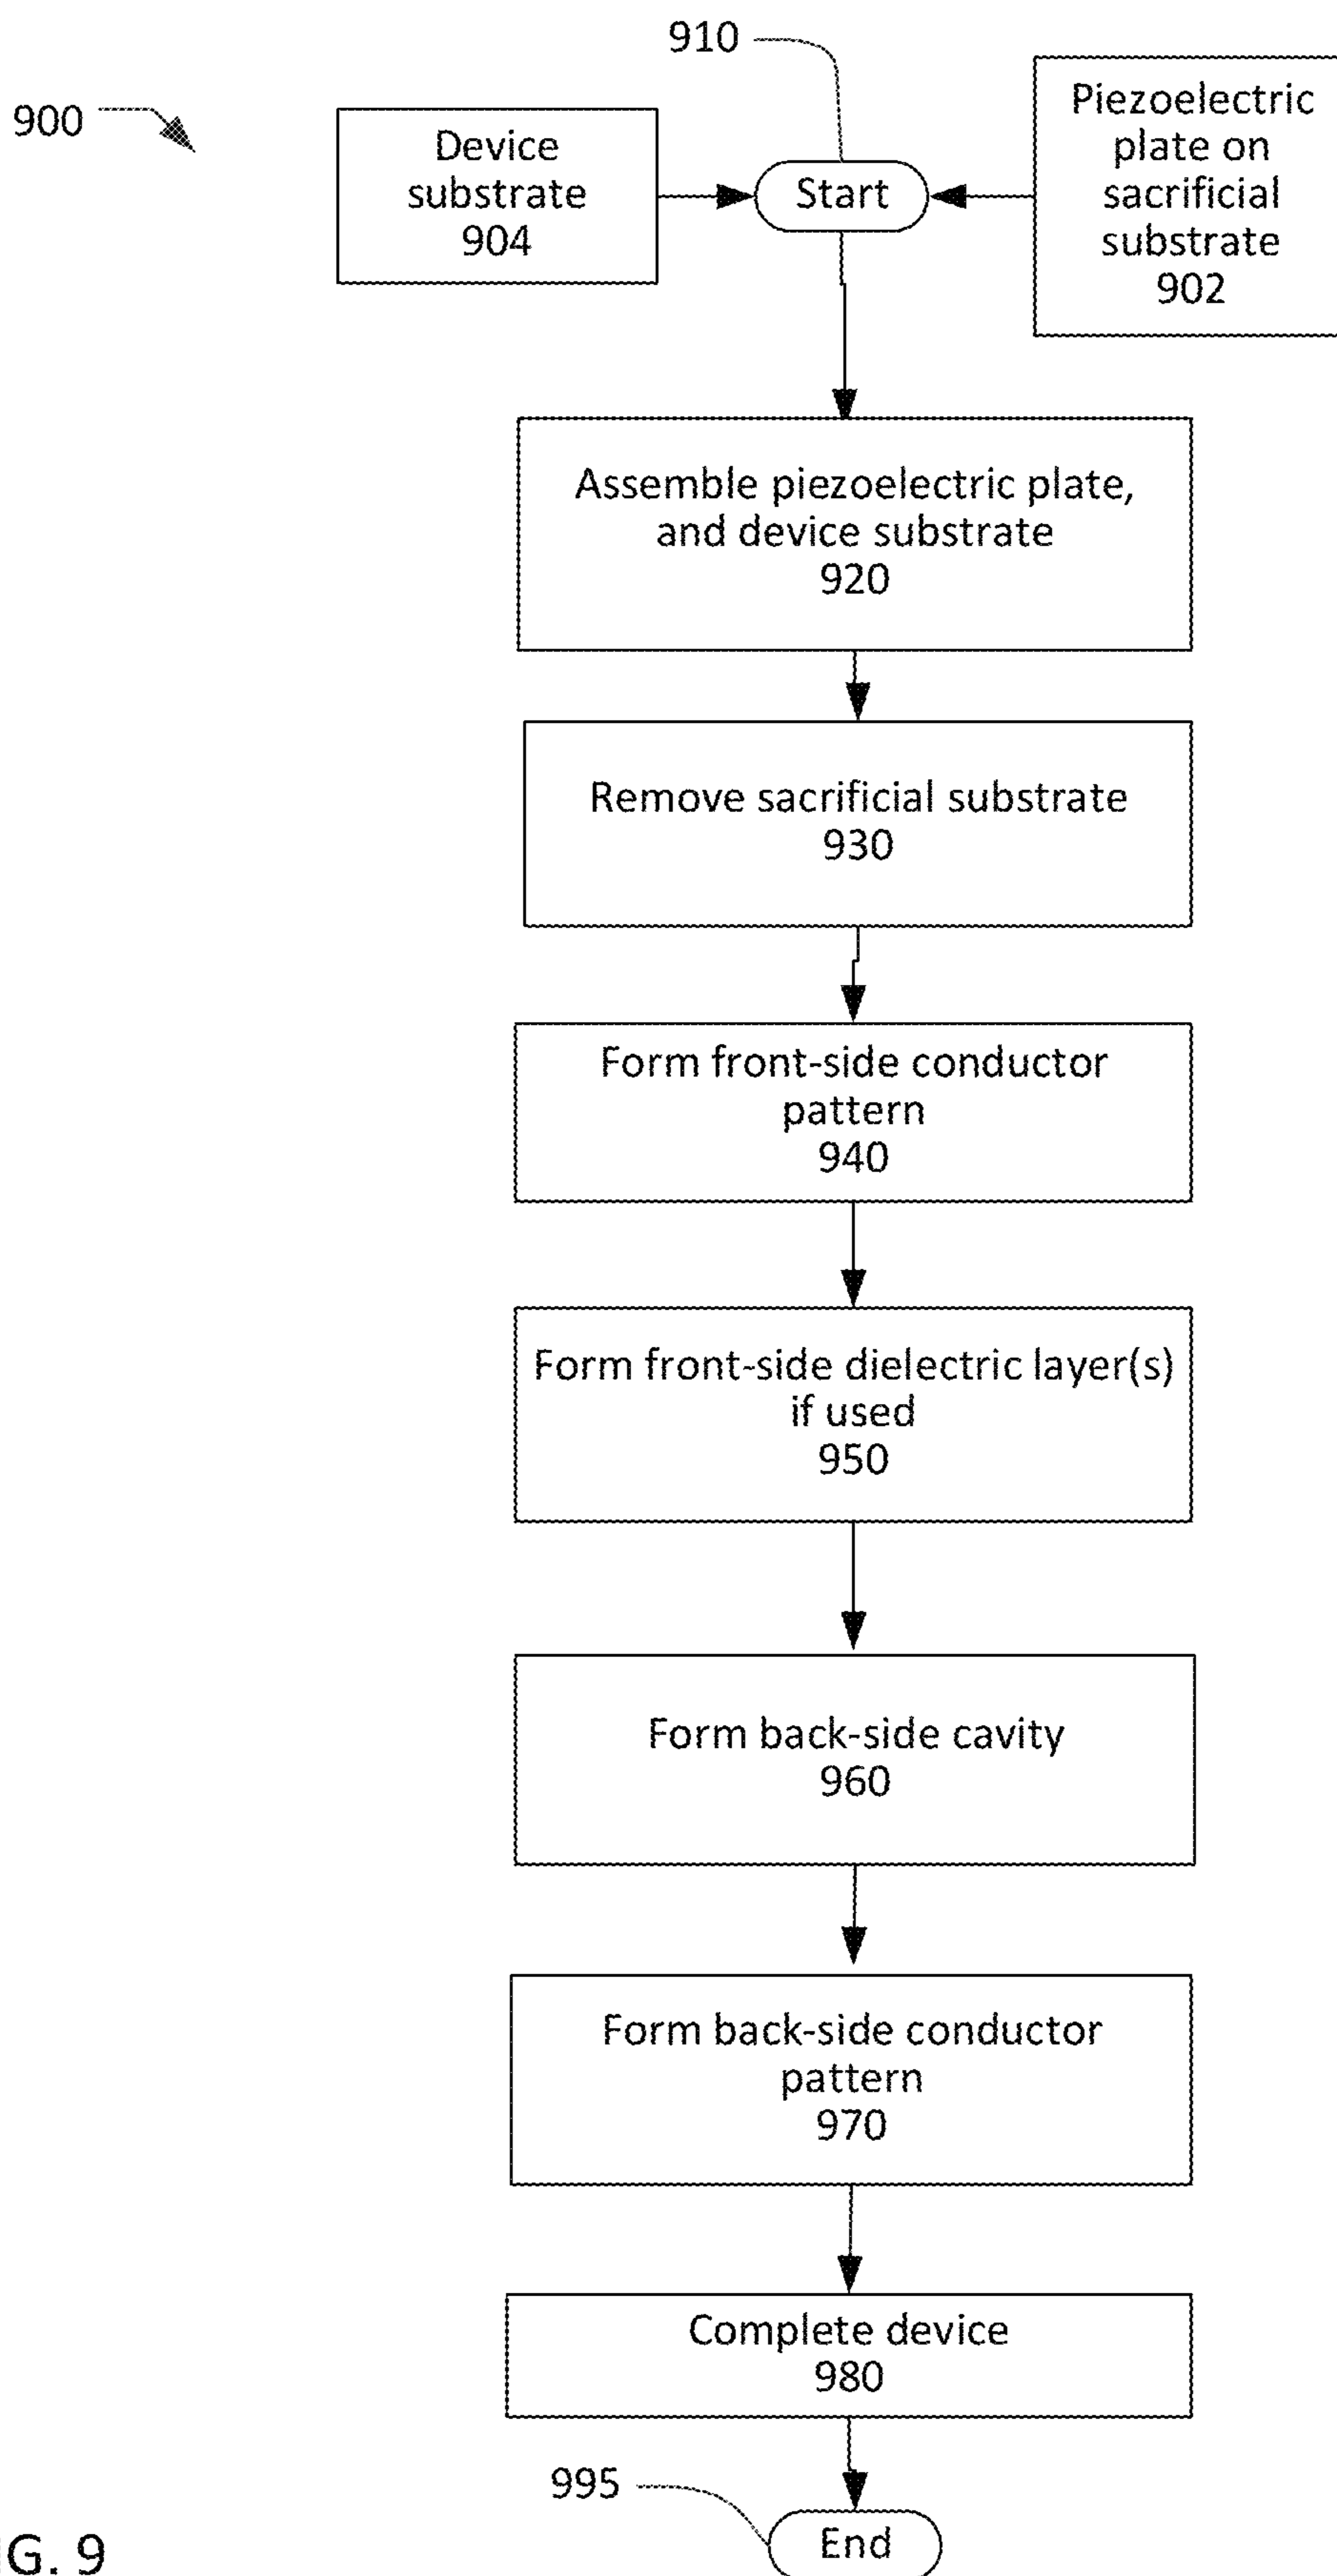 910
900
Device
substrate
904
Start
Piezoelectric
plate on
sacrificial
substrate
902
Assemble piezoelectric plate,
and device substrate
920
Remove sacrificial substrate
930
Form front-side conductor
pattern
940
Form front-side dielectric layer(s)
if used
950
Form back-side cavity
960
Form back-side conductor
pattern
970
Complete device
980
995
End
G. 9